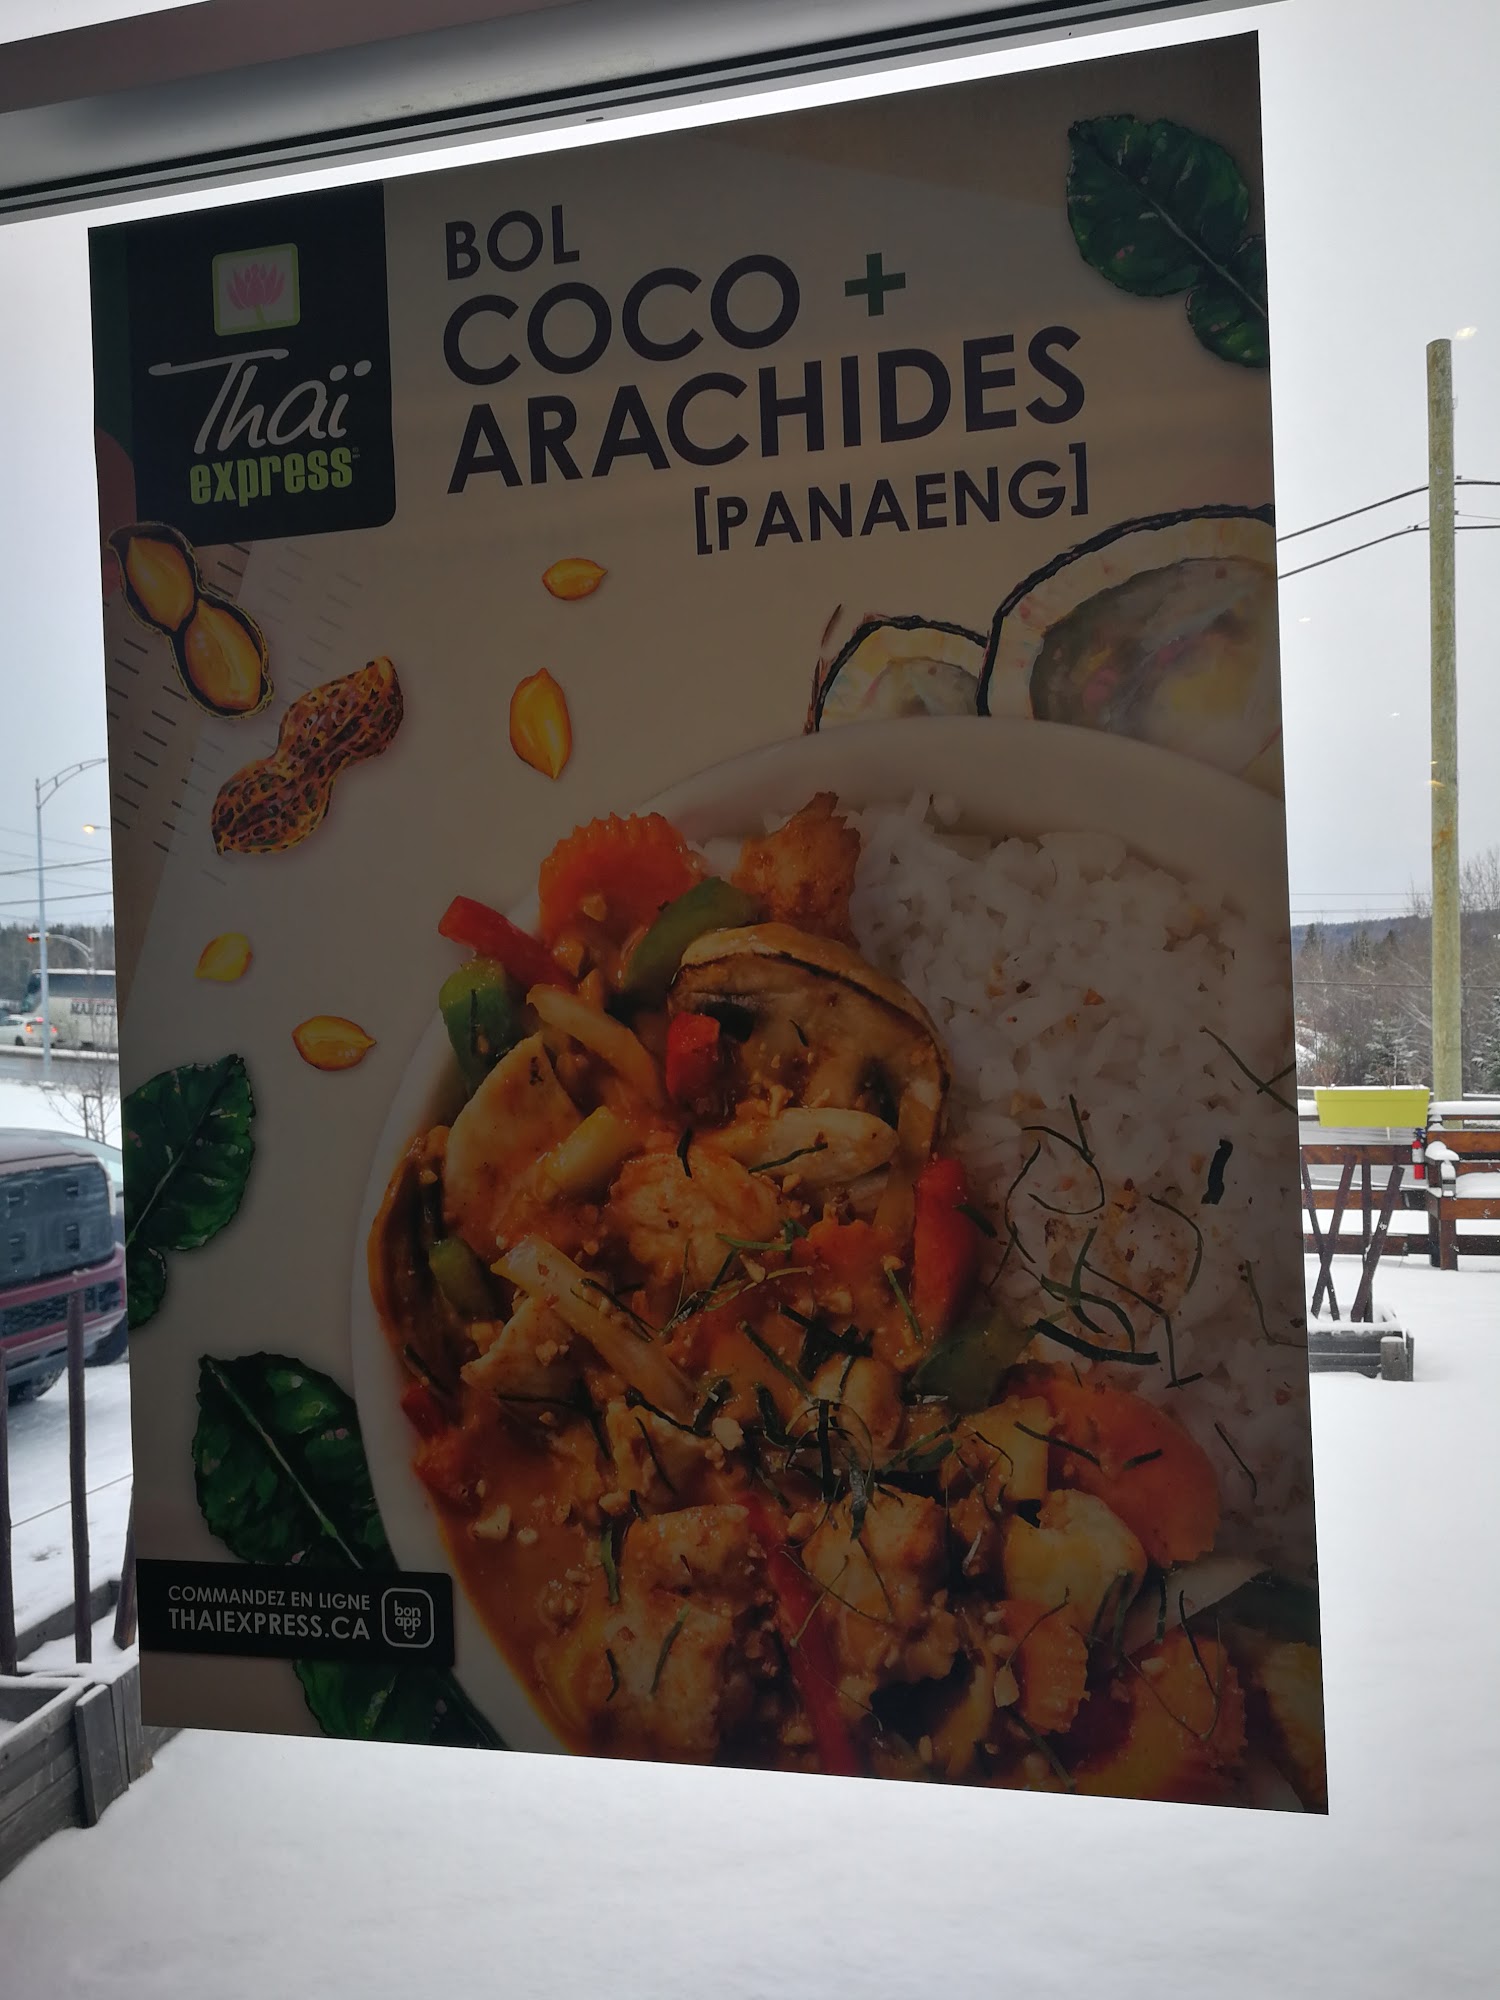 Thaï
express
BOL
COCO +
ARACHIDES
[PANAENG]
COMMANDEZ EN LIGNE
THAIEXPRESS.CA
bon
app